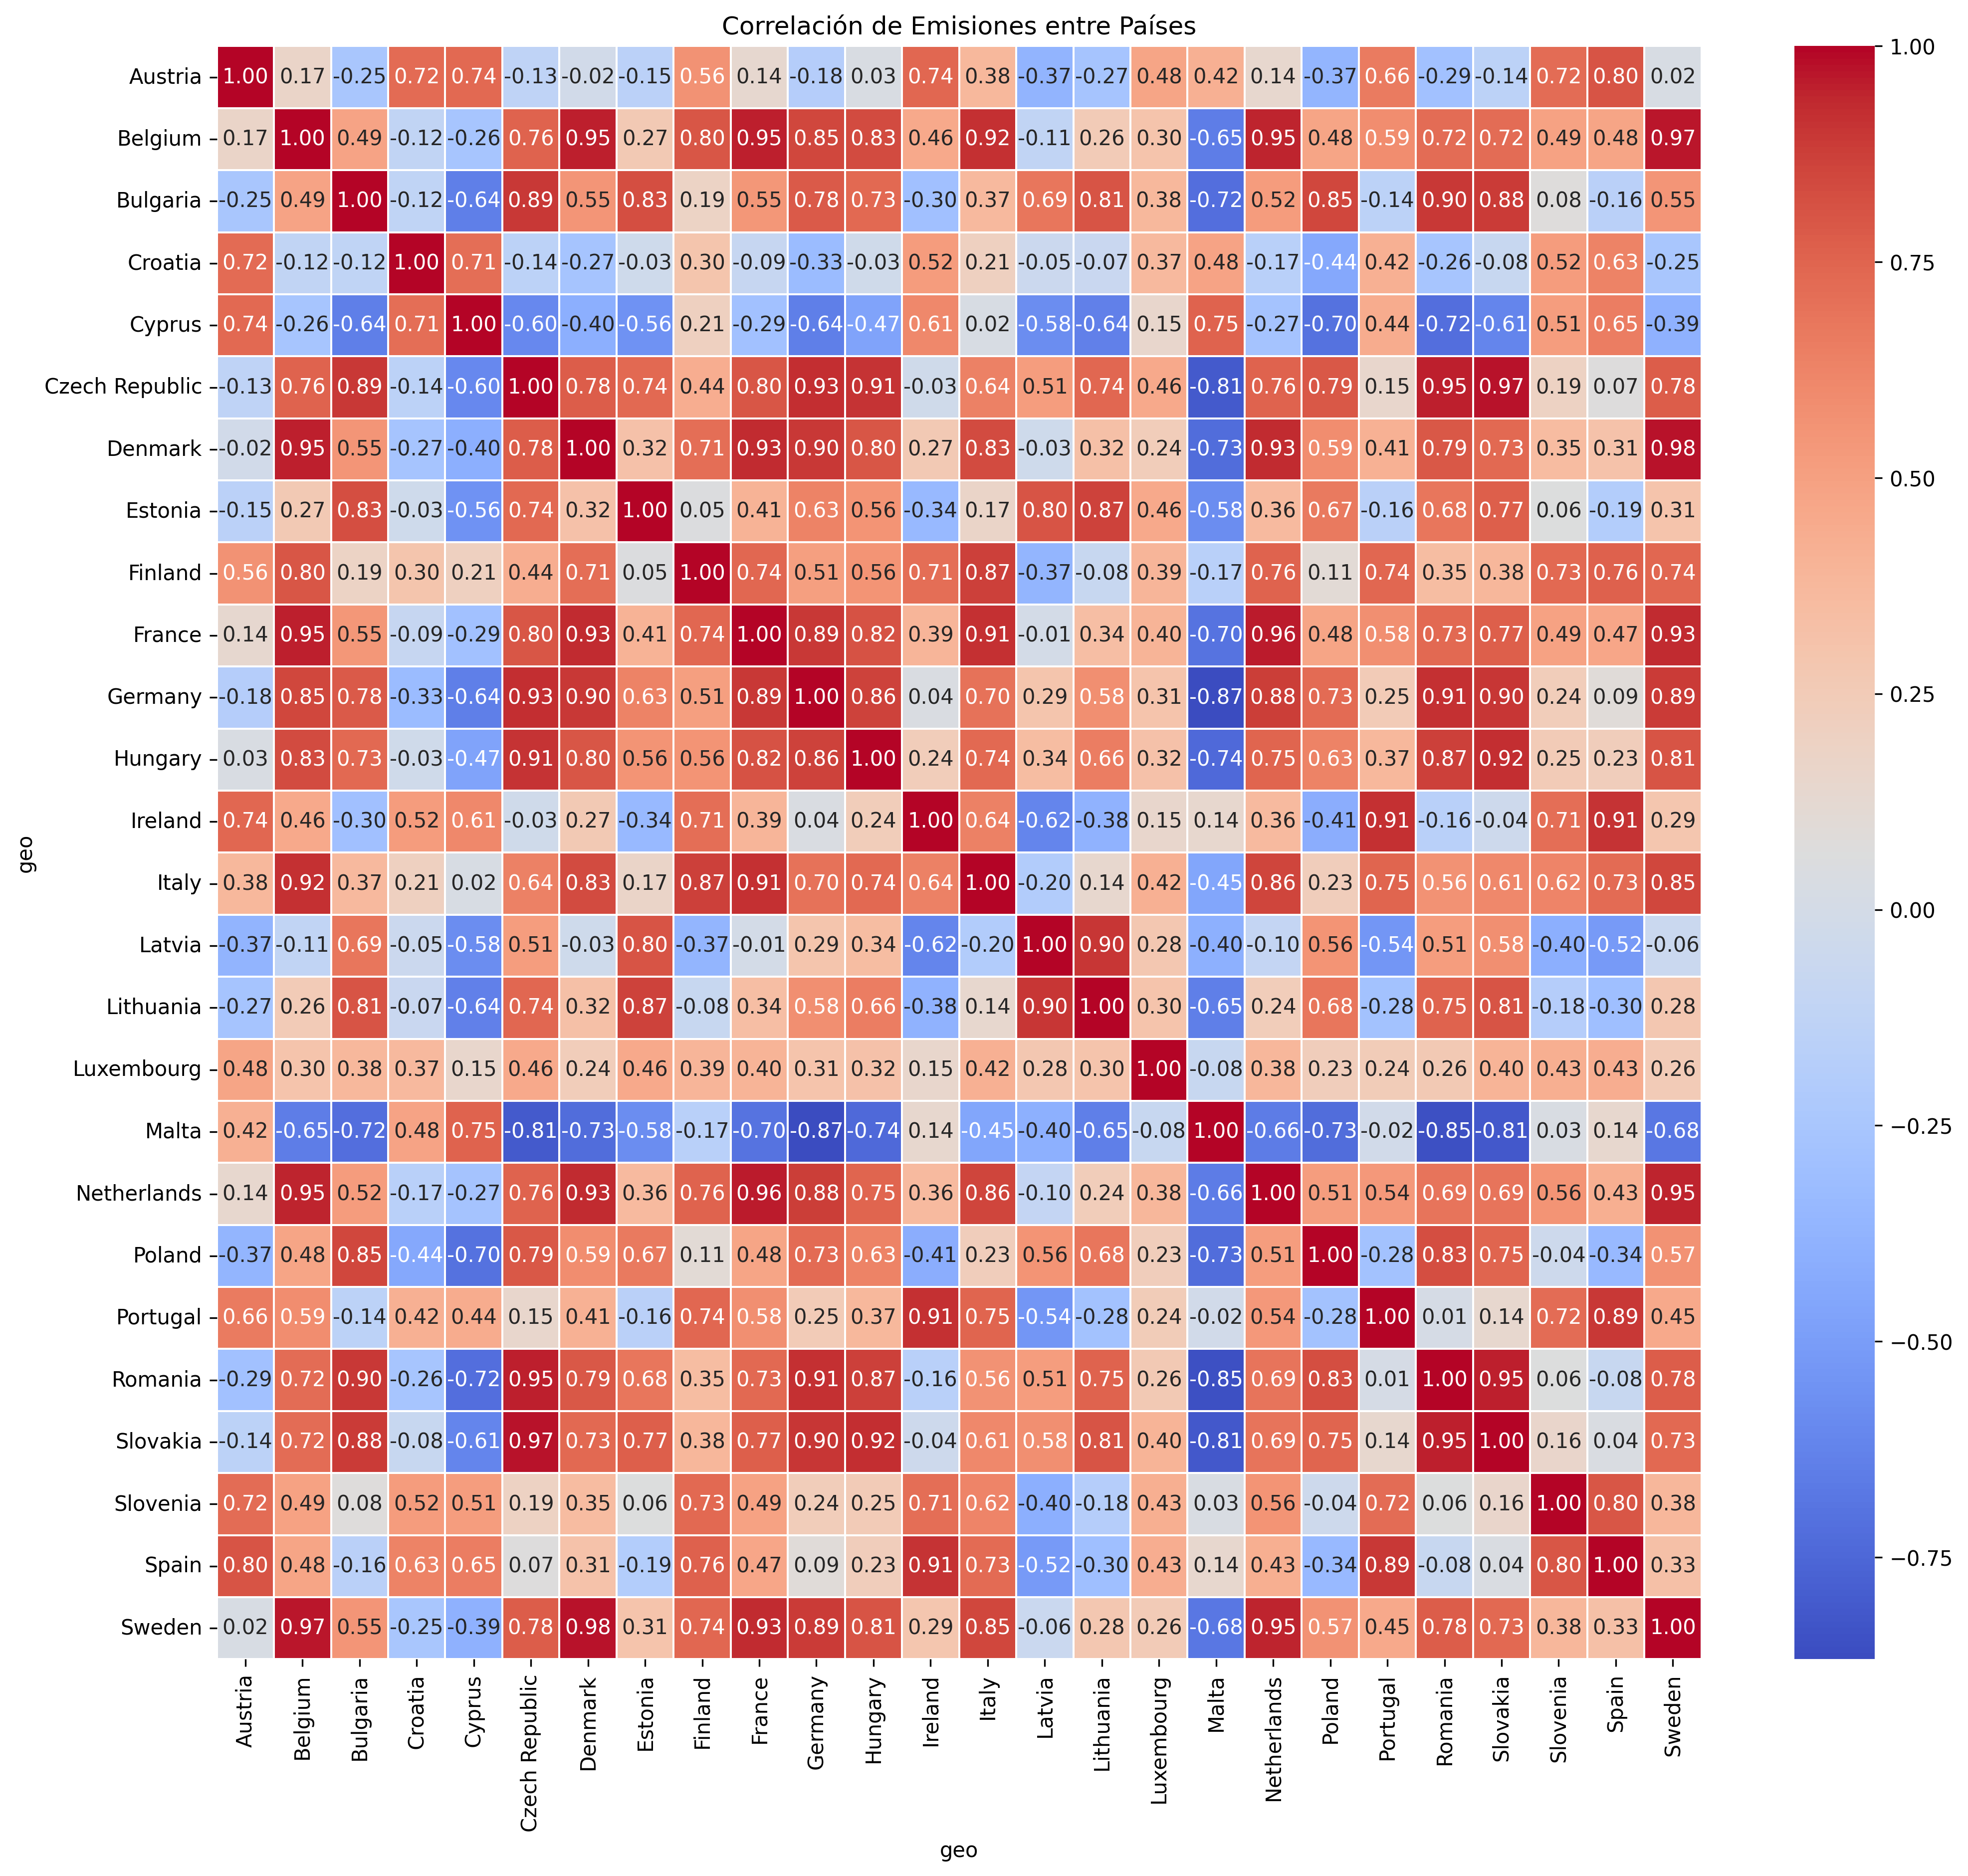 Correlación de Emisiones entre Países
Austria 1.00 0.17 -0.25 0.72 0.74 -0.13 -0.02 -0.15 0.56 0.14 -0.18 0.03 0.74 0.38 -0.37 -0.27 0.48 0.42 0.14 -0.37 0.66 -0.29 -0.14 0.72 0.80 0.02
Belgium 0.17 1.00 0.49 -0.12 -0.26 0.76 0.95 0.27 0.80 0.95 0.85 0.83 0.46 0.92 -0.11 0.26 0.30 -0.65 0.95 0.48 0.59 0.72 0.72 0.49 0.48 0.97
Bulgaria -0.25 0.49 1.00 -0.12 -0.64 0.89 0.55 0.83 0.19 0.55 0.78 0.73 -0.30 0.37 0.69 0.81 0.38 -0.72 0.52 0.85 -0.14 0.90 0.88 0.08 -0.16 0.55
Croatia 0.72 -0.12 -0.12 1.00 0.71 -0.14 -0.27 -0.03 0.30 -0.09 -0.33 -0.03 0.52 0.21 -0.05 -0.07 0.37 0.48 -0.17 -0.44 0.42 -0.26 -0.08 0.52 0.63 -0.25
Cyprus 0.74 -0.26 -0.64 0.71 1.00 -0.60 -0.40 -0.56 0.21 -0.29 -0.64 -0.47 0.61 0.02 -0.58 -0.64 0.15 0.75 -0.27 -0.70 0.44 -0.72 -0.61 0.51 0.65 -0.39
Czech Republic -0.13 0.76 0.89 -0.14 -0.60 1.00 0.78 0.74 0.44 0.80 0.93 0.91 -0.03 0.64 0.51 0.74 0.46 -0.81 0.76 0.79 0.15 0.95 0.97 0.19 0.07 0.78
Denmark -0.02 0.95 0.55 -0.27 -0.40 0.78 1.00 0.32 0.71 0.93 0.90 0.80 0.27 0.83 -0.03 0.32 0.24 -0.73 0.93 0.59 0.41 0.79 0.73 0.35 0.31 0.98
Estonia -0.15 0.27 0.83 -0.03 -0.56 0.74 0.32 1.00 0.05 0.41 0.63 0.56 -0.34 0.17 0.80 0.87 0.46 -0.58 0.36 0.67 -0.16 0.68 0.77 0.06 -0.19 0.31
Finland 0.56 0.80 0.19 0.30 0.21 0.44 0.71 0.05 1.00 0.74 0.51 0.56 0.71 0.87 -0.37 -0.08 0.39 -0.17 0.76 0.11 0.74 0.35 0.38 0.73 0.76 0.74
France 0.14 0.95 0.55 -0.09 -0.29 0.80 0.93 0.41 0.74 1.00 0.89 0.82 0.39 0.91 -0.01 0.34 0.40 -0.70 0.96 0.48 0.58 0.73 0.77 0.49 0.47 0.93
Germany -0.18 0.85 0.78 -0.33 -0.64 0.93 0.90 0.63 0.51 0.89 1.00 0.86 0.04 0.70 0.29 0.58 0.31 -0.87 0.88 0.73 0.25 0.91 0.90 0.24 0.09 0.89
Hungary 0.03 0.83 0.73 -0.03 -0.47 0.91 0.80 0.56 0.56 0.82 0.86 1.00 0.24 0.74 0.34 0.66 0.32 -0.74 0.75 0.63 0.37 0.87 0.92 0.25 0.23 0.81
Ireland 0.74 0.46 -0.30 0.52 0.61 -0.03 0.27 -0.34 0.71 0.39 0.04 0.24 1.00 0.64 -0.62 -0.38 0.15 0.14 0.36 -0.41 0.91 -0.16 -0.04 0.71 0.91 0.29
Italy 0.38 0.92 0.37 0.21 0.02 0.64 0.83 0.17 0.87 0.91 0.70 0.74 0.64 1.00 -0.20 0.14 0.42 -0.45 0.86 0.23 0.75 0.56 0.61 0.62 0.73 0.85
Latvia -0.37 -0.11 0.69 -0.05 -0.58 0.51 -0.03 0.80 -0.37 -0.01 0.29 0.34 -0.62 -0.20 1.00 0.90 0.28 -0.40 -0.10 0.56 -0.54 0.51 0.58 -0.40 -0.52 -0.06
Lithuania -0.27 0.26 0.81 -0.07 -0.64 0.74 0.32 0.87 -0.08 0.34 0.58 0.66 -0.38 0.14 0.90 1.00 0.30 -0.65 0.24 0.68 -0.28 0.75 0.81 -0.18 -0.30 0.28
Luxembourg 0.48 0.30 0.38 0.37 0.15 0.46 0.24 0.46 0.39 0.40 0.31 0.32 0.15 0.42 0.28 0.30 1.00 -0.08 0.38 0.23 0.24 0.26 0.40 0.43 0.43 0.26
Malta 0.42 -0.65 -0.72 0.48 0.75 -0.81 -0.73 -0.58 -0.17 -0.70 -0.87 -0.74 0.14 -0.45 -0.40 -0.65 -0.08 1.00 -0.66 -0.73 -0.02 -0.85 -0.81 0.03 0.14 -0.68
Netherlands 0.14 0.95 0.52 -0.17 -0.27 0.76 0.93 0.36 0.76 0.96 0.88 0.75 0.36 0.86 -0.10 0.24 0.38 -0.66 1.00 0.51 0.54 0.69 0.69 0.56 0.43 0.95
Poland -0.37 0.48 0.85 -0.44 -0.70 0.79 0.59 0.67 0.11 0.48 0.73 0.63 -0.41 0.23 0.56 0.68 0.23 -0.73 0.51 1.00 -0.28 0.83 0.75 -0.04 -0.34 0.57
Portugal 0.66 0.59 -0.14 0.42 0.44 0.15 0.41 -0.16 0.74 0.58 0.25 0.37 0.91 0.75 -0.54 -0.28 0.24 -0.02 0.54 -0.28 1.00 0.01 0.14 0.72 0.89 0.45
Romania -0.29 0.72 0.90 -0.26 -0.72 0.95 0.79 0.68 0.35 0.73 0.91 0.87 -0.16 0.56 0.51 0.75 0.26 -0.85 0.69 0.83 0.01 1.00 0.95 0.06 -0.08 0.78
Slovakia -0.14 0.72 0.88 -0.08 -0.61 0.97 0.73 0.77 0.38 0.77 0.90 0.92 -0.04 0.61 0.58 0.81 0.40 -0.81 0.69 0.75 0.14 0.95 1.00 0.16 0.04 0.73
Slovenia 0.72 0.49 0.08 0.52 0.51 0.19 0.35 0.06 0.73 0.49 0.24 0.25 0.71 0.62 -0.40 -0.18 0.43 0.03 0.56 -0.04 0.72 0.06 0.16 1.00 0.80 0.38
Spain 0.80 0.48 -0.16 0.63 0.65 0.07 0.31 -0.19 0.76 0.47 0.09 0.23 0.91 0.73 -0.52 -0.30 0.43 0.14 0.43 -0.34 0.89 -0.08 0.04 0.80 1.00 0.33
Sweden 0.02 0.97 0.55 -0.25 -0.39 0.78 0.98 0.31 0.74 0.93 0.89 0.81 0.29 0.85 -0.06 0.28 0.26 -0.68 0.95 0.57 0.45 0.78 0.73 0.38 0.33 1.00
geo
Austria Belgium Bulgaria Croatia Cyprus Czech Republic Denmark Estonia Finland France Germany Hungary Ireland Italy Latvia Lithuania Luxembourg Malta Netherlands Poland Portugal Romania Slovakia Slovenia Spain Sweden
geo
1.00
0.75
0.50
0.25
0.00
−0.25
−0.50
−0.75